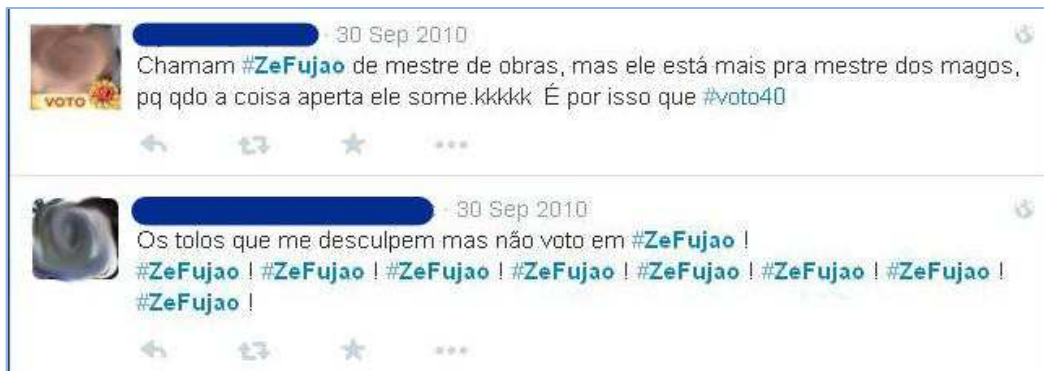 · 30 Sep 2010
Chamam #ZeFujao de mestre de obras, mas ele está mais pra mestre dos magos,
pq qdo a coisa aperta ele some.kkkkk É por isso que #voto40
VOTO
· 30 Sep 2010
Os tolos que me desculpem mas não voto em #ZeFujao !
#ZeFujao ! #ZeFujao ! #ZeFujao ! #ZeFujao ! #ZeFujao ! #ZeFujao ! #ZeFujao !
#ZeFujao !